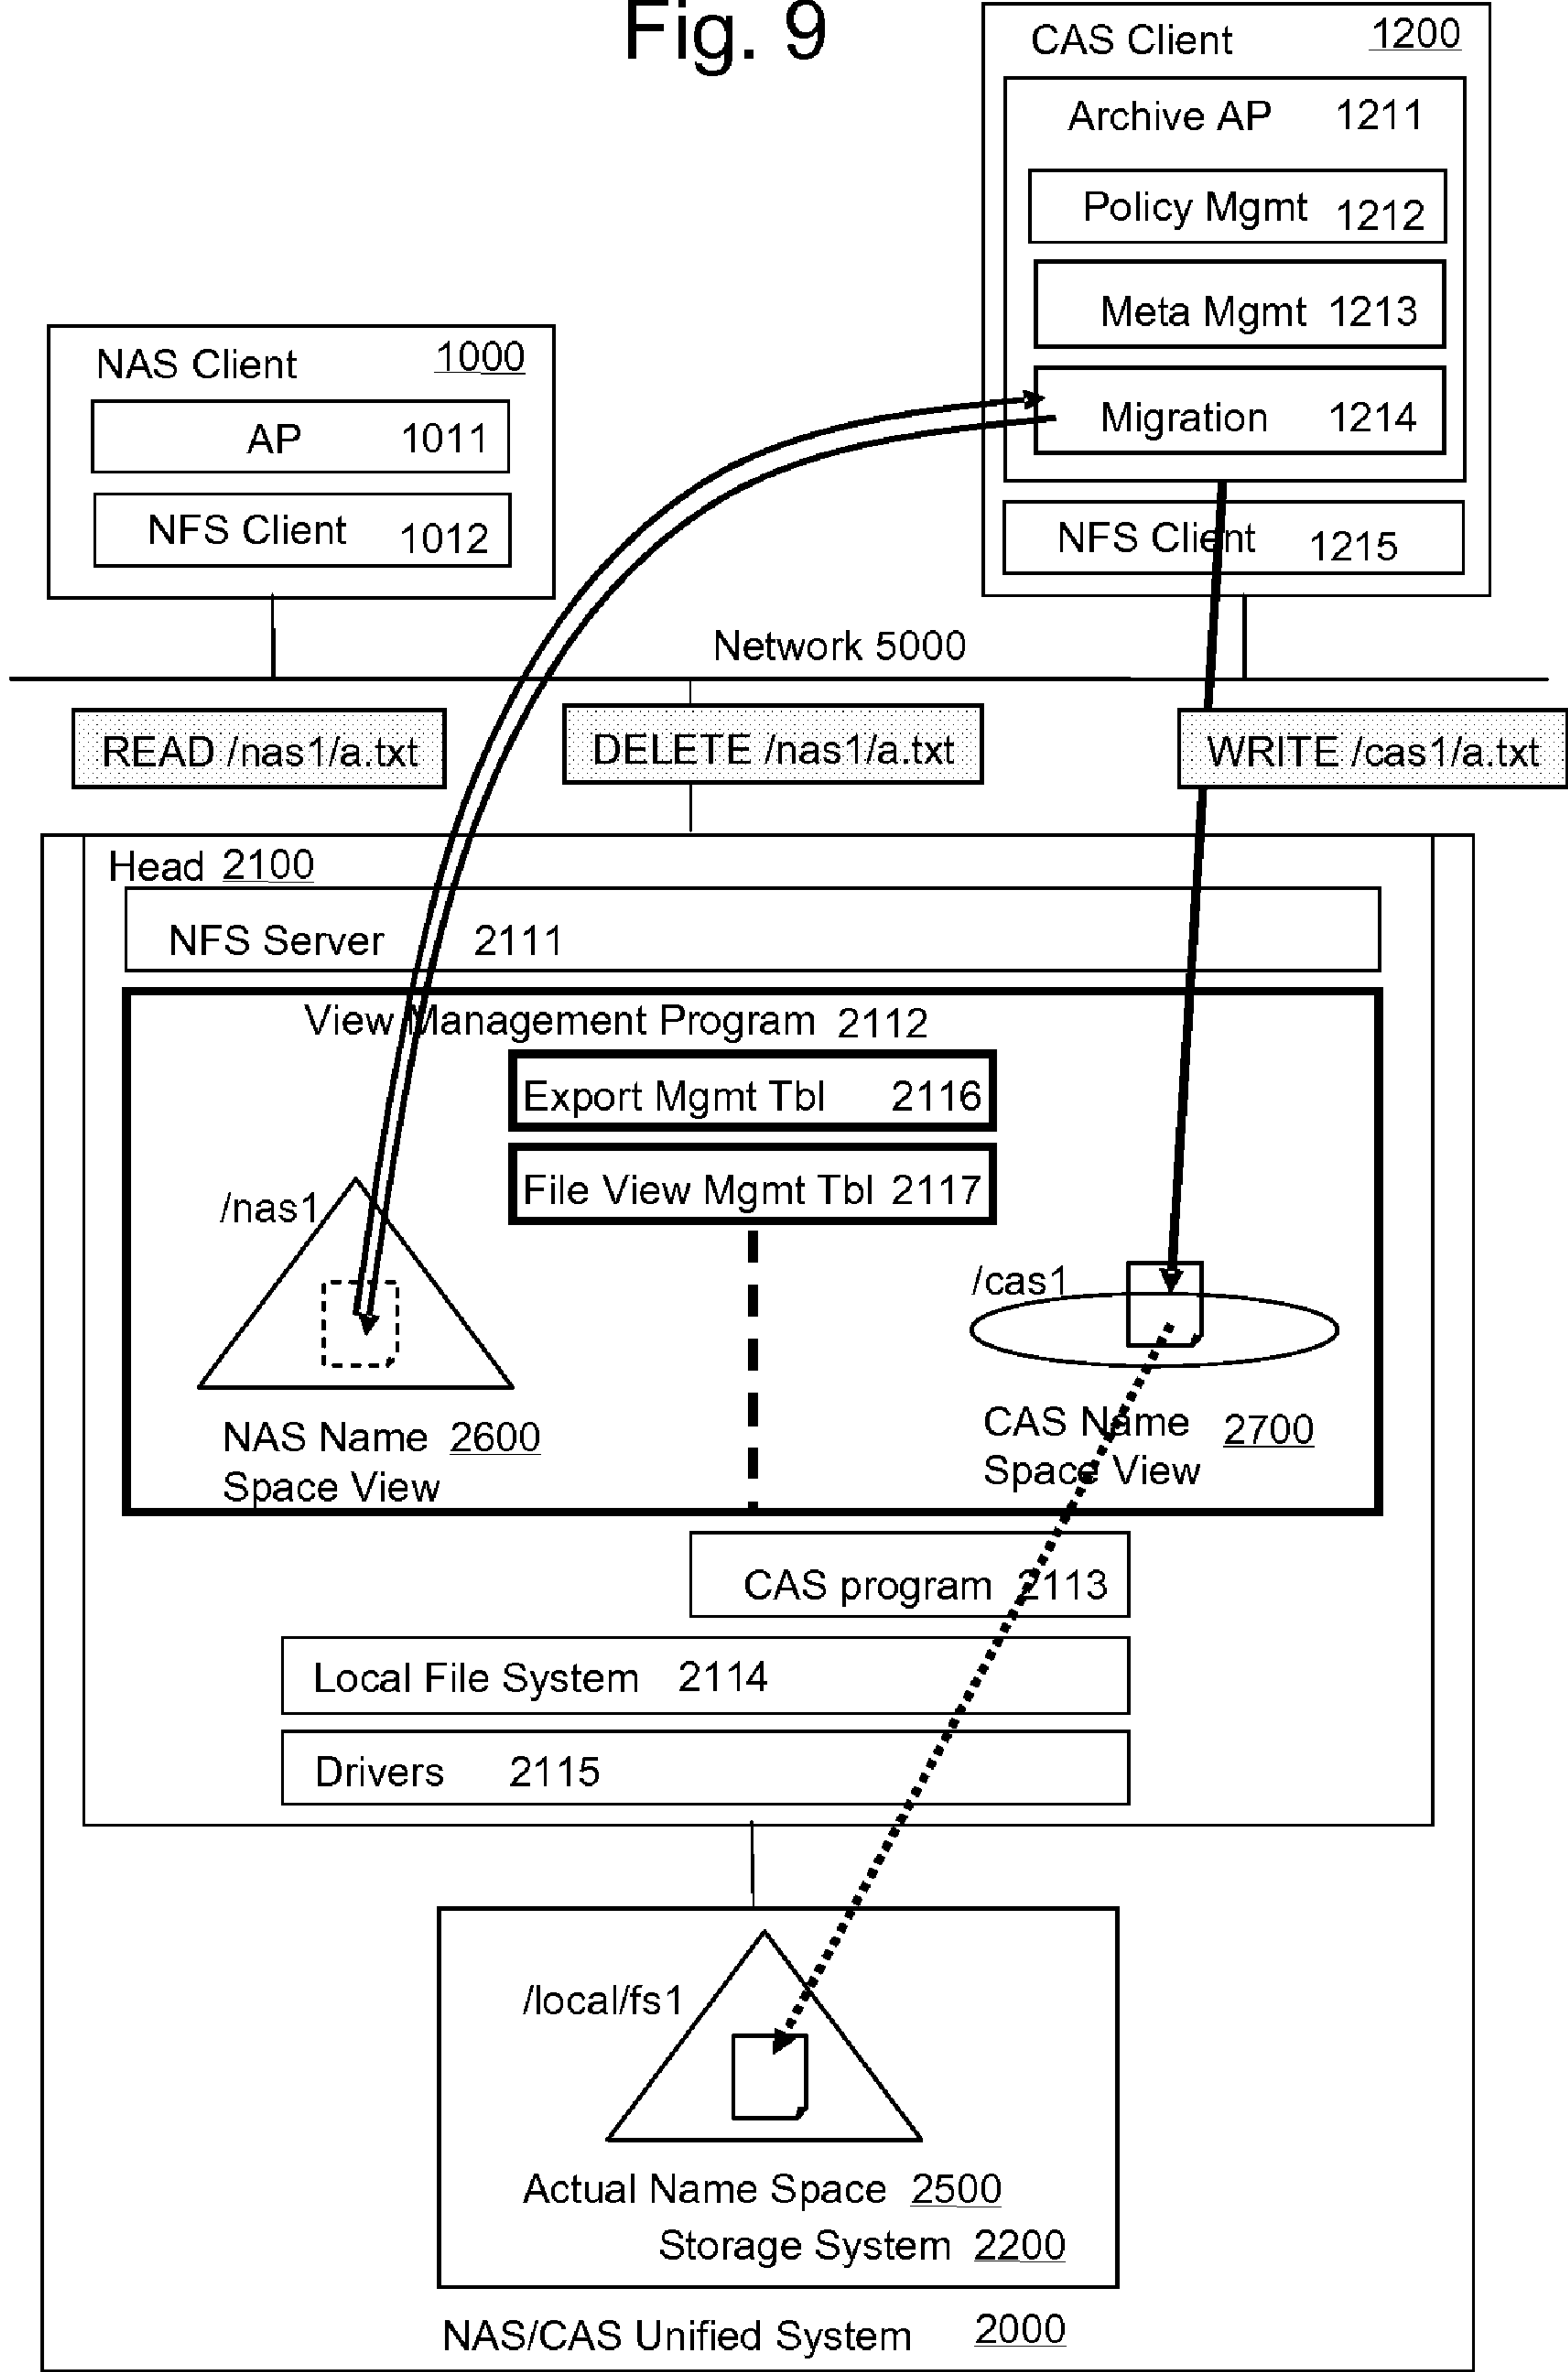 Fig. 9
CAS Client 1200
Archive AP 1211
Policy Mgmt 1212
Meta Mgmt 1213
Migration 1214
NFS Client 1215
NAS Client 1000
AP 1011
NFS Client 1012
Network 5000
READ /nas1/a.txt
DELETE /nas1/a.txt
WRITE /cas1/a.txt
Head 2100
NFS Server 2111
View Management Program 2112
Export Mgmt Tbl 2116
File View Mgmt Tbl 2117
/nas1
/cas1
NAS Name 2600
Space View
CAS Name 2700
Space View
CAS program 2113
Local File System 2114
Drivers 2115
/local/fs1
Actual Name Space 2500
Storage System 2200
NAS/CAS Unified System 2000